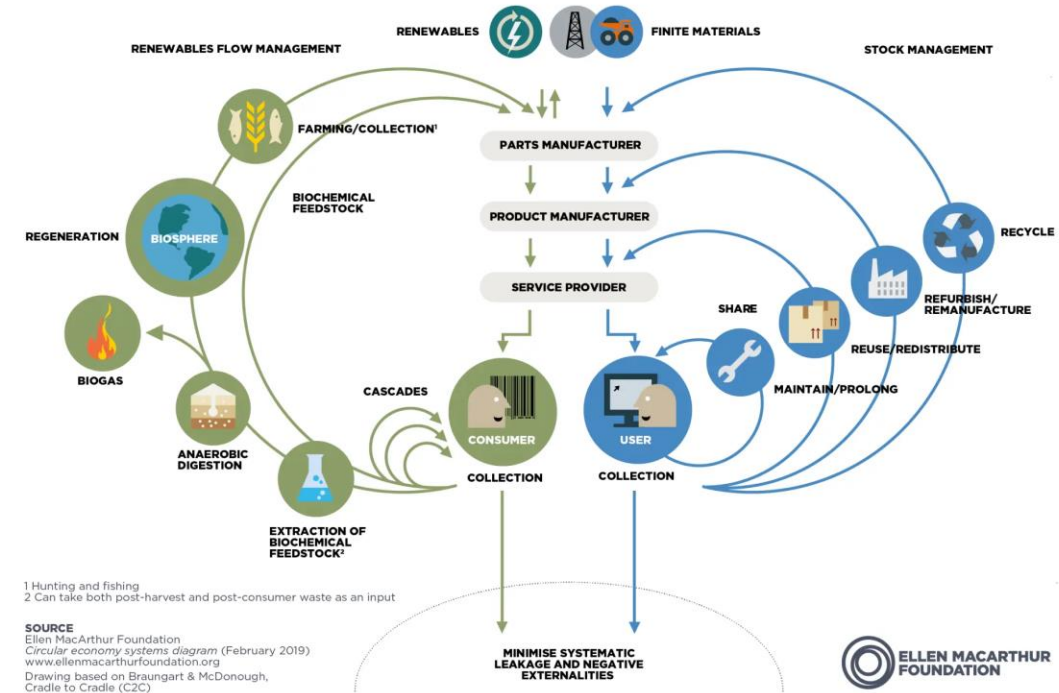 RENEWABLES
FINITE MATERIALS
RENEWABLES FLOW MANAGEMENT
STOCK MANAGEMENT
FARMING/COLLECTION¹
PARTS MANUFACTURER
BIOCHEMICAL
FEEDSTOCK
PRODUCT MANUFACTURER
REGENERATION
BIOSPHERE
RECYCLE
SERVICE PROVIDER
SHARE
REFURBISH/
REMANUFACTURE
REUSE/REDISTRIBUTE
BIOGAS
CASCADES
MAINTAIN/PROLONG
CONSUMER
USER
ANAEROBIC
DIGESTION
COLLECTION
COLLECTION
EXTRACTION OF
BIOCHEMICAL
FEEDSTOCK²
1 Hunting and fishing
2 Can take both post-harvest and post-consumer waste as an input
SOURCE
Ellen MacArthur Foundation
Circular economy systems diagram (February 2019)
www.ellenmacarthurfoundation.org
Drawing based on Braungart & McDonough,
Cradle to Cradle (C2C)
MINIMISE SYSTEMATIC
LEAKAGE AND NEGATIVE
EXTERNALITIES
ELLEN MACARTHUR
FOUNDATION